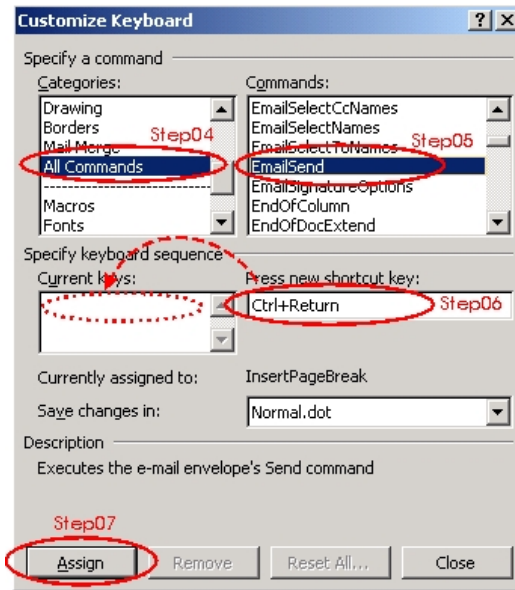 Customize Keyboard
Specify a command
Categories:
Commands:
Drawing
Borders
Mail Merge
All Commands
Macros
Fonts
Step04
EmailSelectCcNames
EmailSelectNames
EmailSelectToNames
EmailSend
EmailSignatureOptions
EndOfColumn
EndOfDocExtend
Step05
Specify keyboard sequence
Current keys:
Press new shortcut key:
Ctrl+Return
Step06
Currently assigned to: InsertPageBreak
Save changes in: Normal.dot
Description
Executes the e-mail envelope's Send command
Step07
Assign Remove Reset All... Close